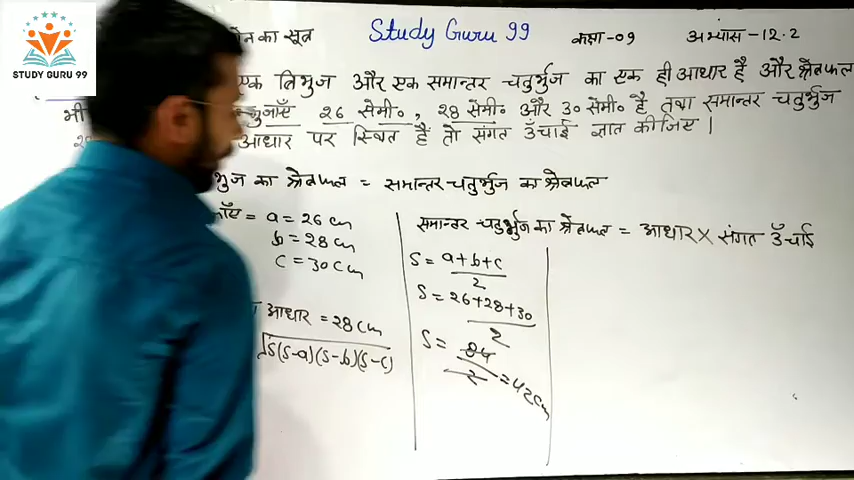 STUDY GURU 99
का सूत्र Study Guru 99 कक्षा-०9 अभ्यास-12.2
एक त्रिभुज और एक समान्तर चतुर्भुज का एक ही आधार है और क्षेत्रफल
भी भुजाएँ 26 सेमी०, 28 सेमी० और 30 सेमी० है तथा समान्तर चतुर्भुज
आधार पर स्थित है तो संगत ऊँचाई ज्ञात कीजिए।
भुज का क्षेत्रफल = समान्तर चतुर्भुज का क्षेत्रफल
= a = 26 cm
b = 28 cm
c = 30 cm
आधार = 28 cm
√s(s-a)(s-b)(s-c)
समान्तर चतुर्भुज का क्षेत्रफल = आधार × संगत ऊँचाई
S = a+b+c
2
S = 26+28+30
2
S = 84
2 = 42 cm